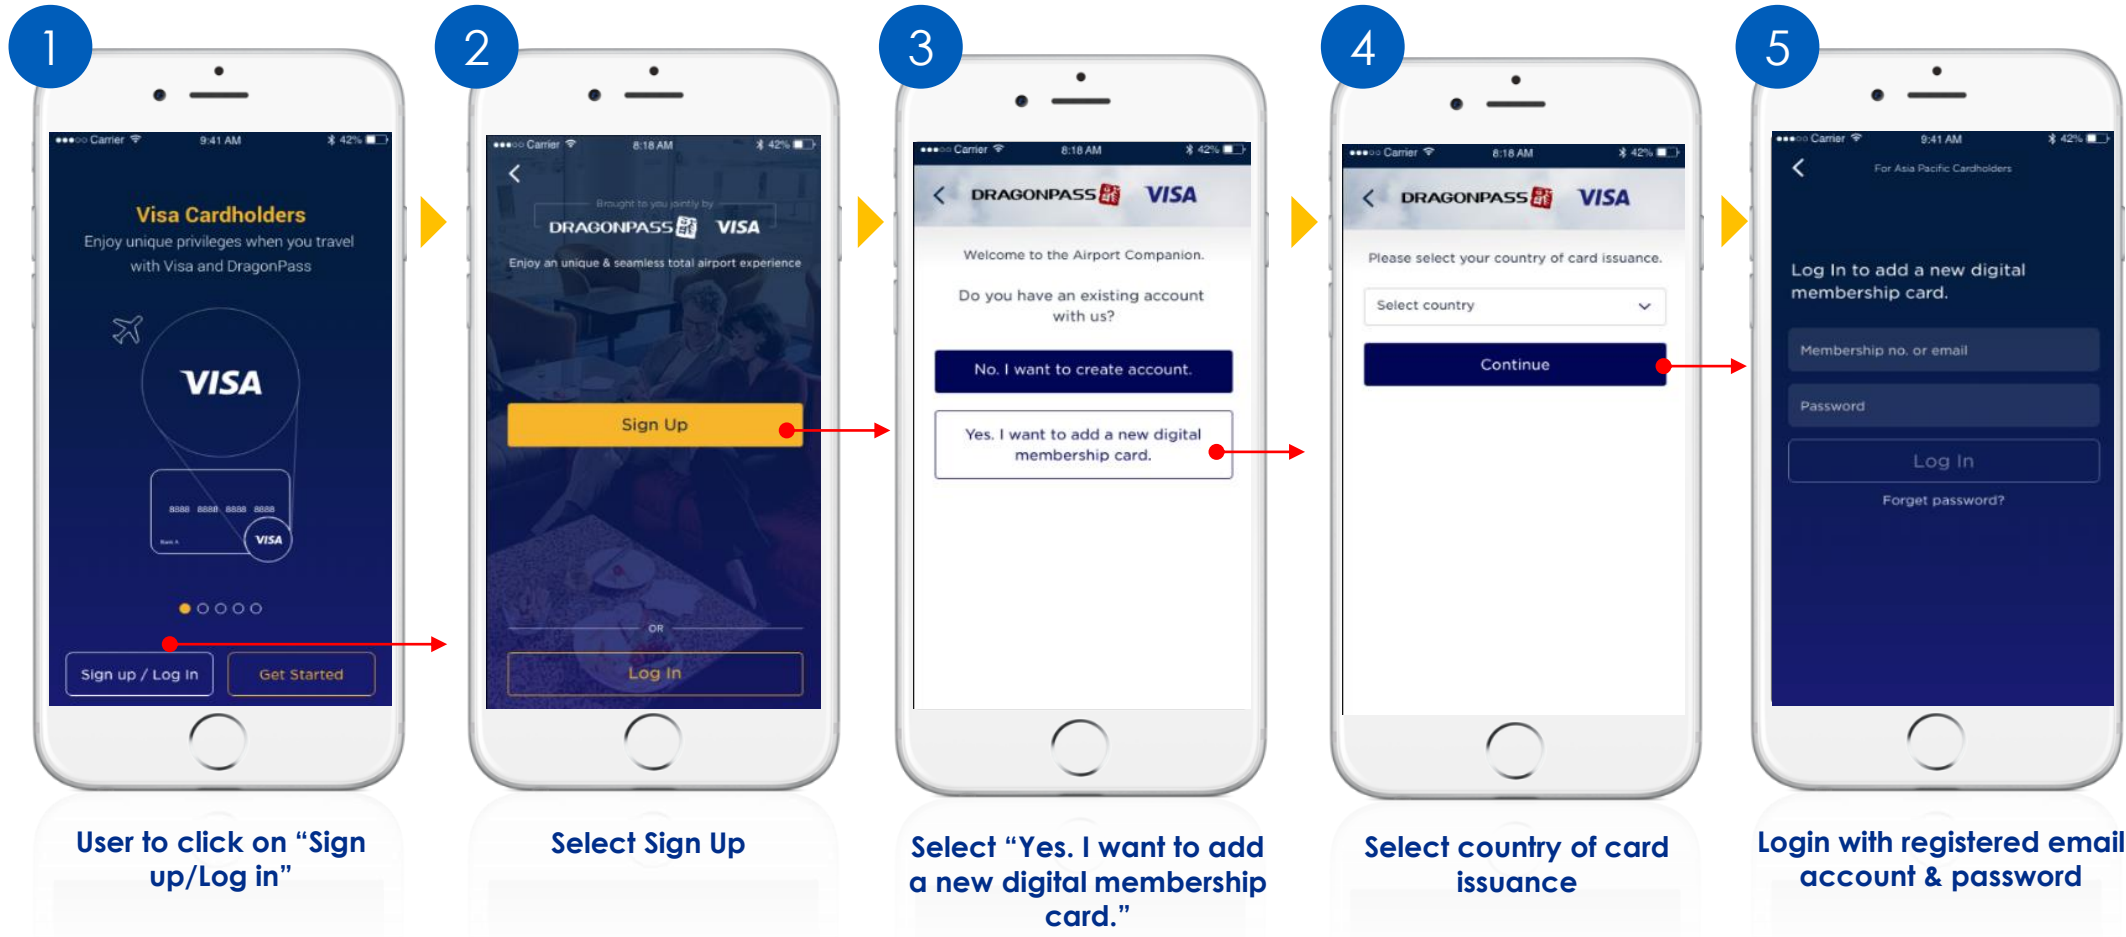 1
Carrier 9:41 AM 42%
Visa Cardholders
Enjoy unique privileges when you travel
with Visa and DragonPass
VISA
8888 8888 8888 8888
Bank A
VISA
Sign up / Log In
Get Started
User to click on “Sign
up/Log in”
2
Carrier 8:18 AM 42%
Brought to you jointly by
DRAGONPASS VISA
Enjoy an unique & seamless total airport experience
Sign Up
OR
Log In
Select Sign Up
3
Carrier 8:18 AM 42%
DRAGONPASS VISA
Welcome to the Airport Companion.
Do you have an existing account
with us?
No. I want to create account.
Yes. I want to add a new digital
membership card.
Select “Yes. I want to add
a new digital membership
card.”
4
Carrier 8:18 AM 42%
DRAGONPASS VISA
Please select your country of card issuance.
Select country
Continue
Select country of card
issuance
5
Carrier 9:41 AM 42%
For Asia Pacific Cardholders
Log In to add a new digital
membership card.
Membership no. or email
Password
Log In
Forget password?
Login with registered email
account & password